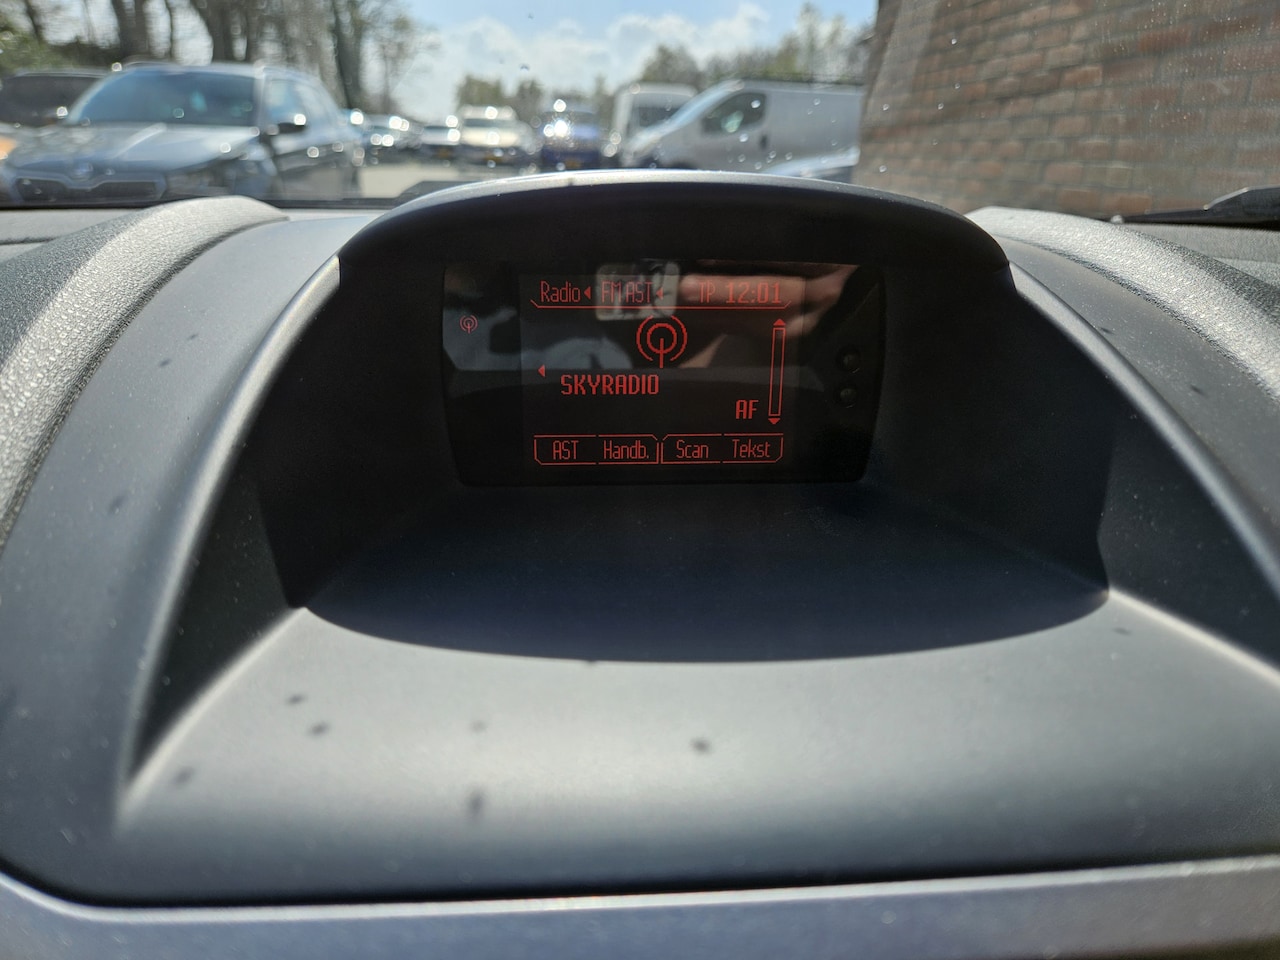 Radio FM AST TP 12:01
SKYRADIO
AF
AST Handb. Scan Tekst